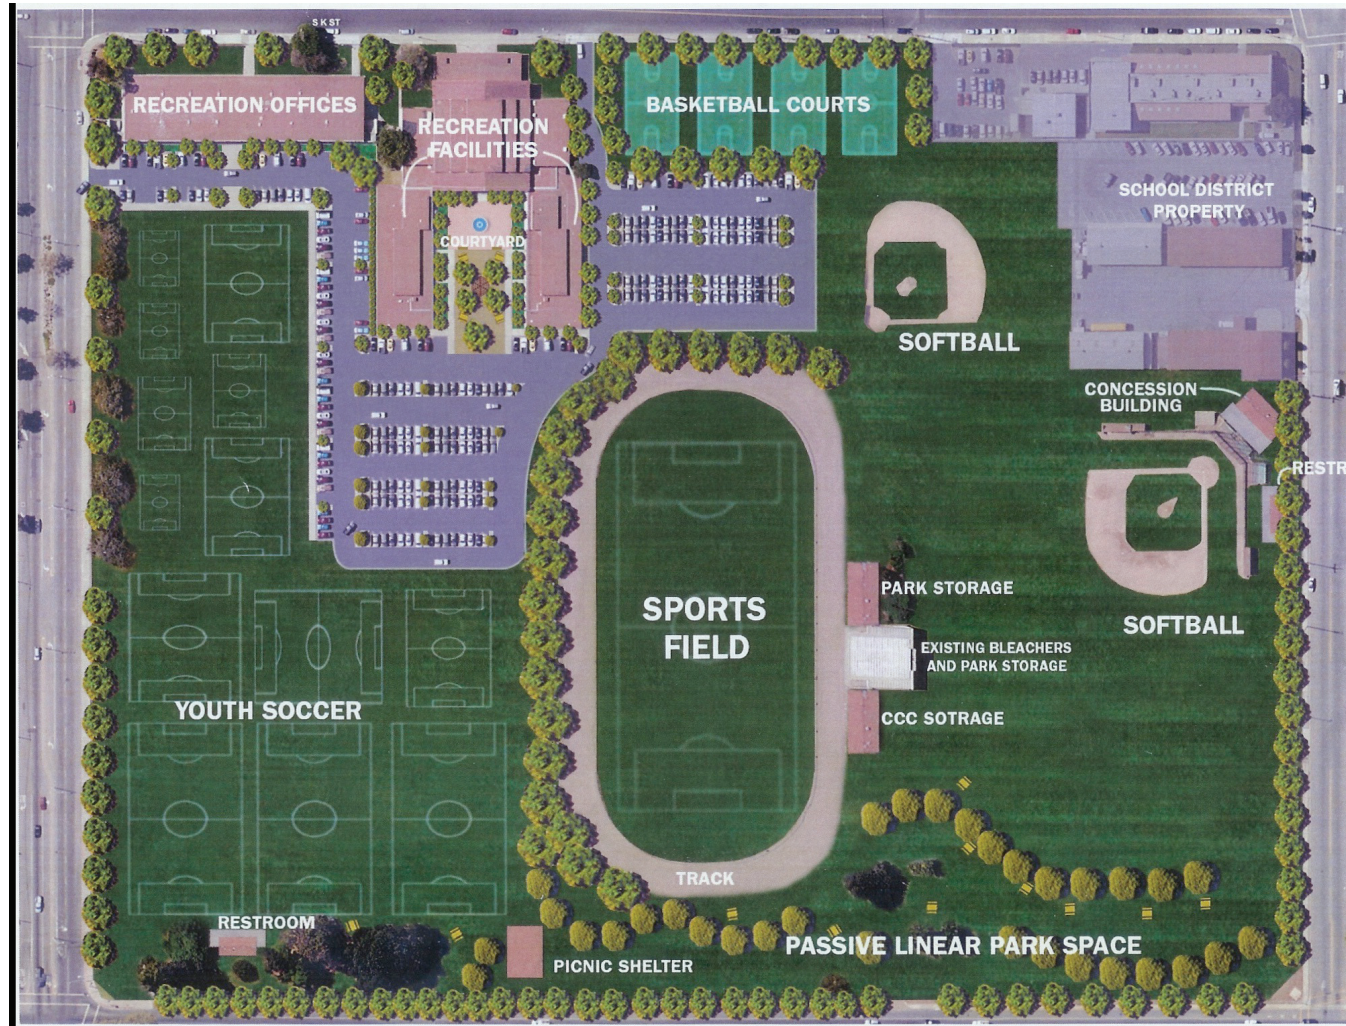 S K ST
RECREATION OFFICES
RECREATION
FACILITIES
BASKETBALL COURTS
SCHOOL DISTRICT
PROPERTY
COURTYARD
SOFTBALL
CONCESSION
BUILDING
RESTR
SOFTBALL
SPORTS
FIELD
PARK STORAGE
EXISTING BLEACHERS
AND PARK STORAGE
CCC SOTRAGE
YOUTH SOCCER
TRACK
RESTROOM
PICNIC SHELTER
PASSIVE LINEAR PARK SPACE